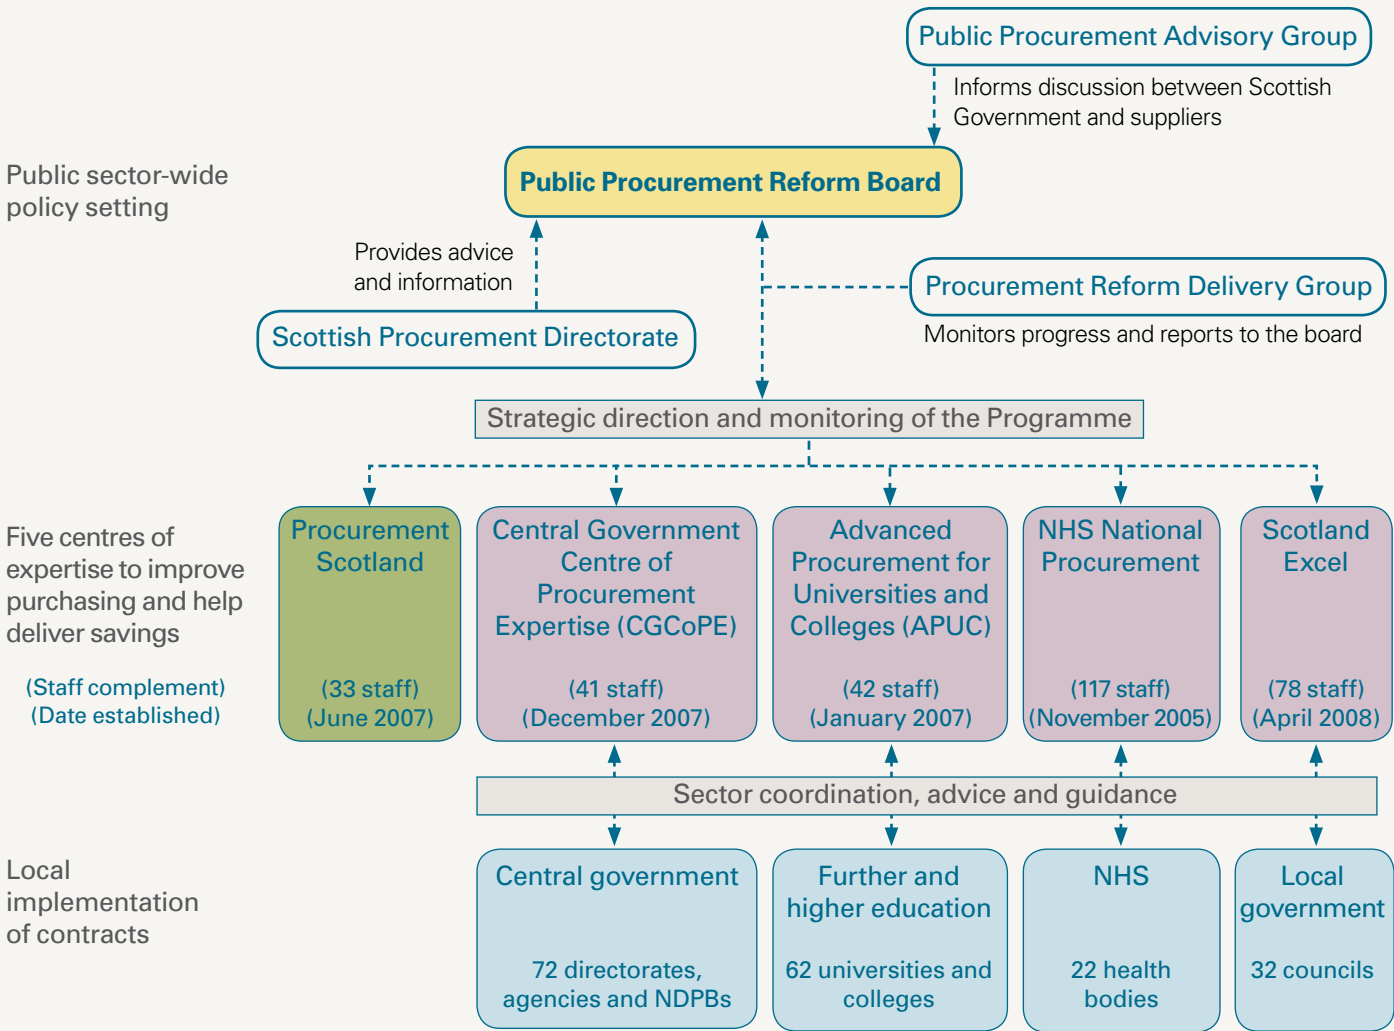 Public Procurement Advisory Group
Informs discussion between Scottish
Government and suppliers
Public sector-wide
policy setting
Public Procurement Reform Board
Provides advice
and information
Procurement Reform Delivery Group
Monitors progress and reports to the board
Scottish Procurement Directorate
Strategic direction and monitoring of the Programme
Five centres of
expertise to improve
purchasing and help
deliver savings
(Staff complement)
(Date established)
Procurement
Scotland
(33 staff)
(June 2007)
Central Government
Centre of
Procurement
Expertise (CGCoPE)
(41 staff)
(December 2007)
Advanced
Procurement for
Universities and
Colleges (APUC)
(42 staff)
(January 2007)
NHS National
Procurement
(117 staff)
(November 2005)
Scotland
Excel
(78 staff)
(April 2008)
Sector coordination, advice and guidance
Local
implementation
of contracts
Central government
72 directorates,
agencies and NDPBs
Further and
higher education
62 universities and
colleges
NHS
22 health
bodies
Local
government
32 councils